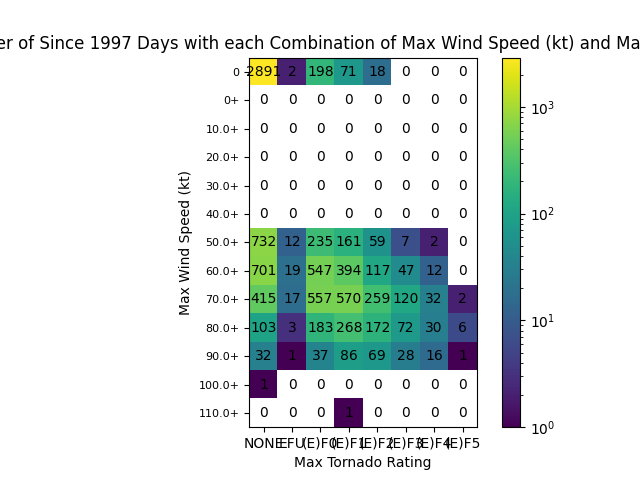 er of Since 1997 Days with each Combination of Max Wind Speed (kt) and Ma
0 2891 2 198 71 18 0 0 0
0+ 0 0 0 0 0 0 0 0
10.0+ 0 0 0 0 0 0 0 0
20.0+ 0 0 0 0 0 0 0 0
30.0+ 0 0 0 0 0 0 0 0
40.0+ 0 0 0 0 0 0 0 0
50.0+ 732 12 235 161 59 7 2 0
60.0+ 701 19 547 394 117 47 12 0
70.0+ 415 17 557 570 259 120 32 2
80.0+ 103 3 183 268 172 72 30 6
90.0+ 32 1 37 86 69 28 16 1
100.0+ 1 0 0 0 0 0 0 0
110.0+ 0 0 0 1 0 0 0 0
NONE EFU (E)F0 (E)F1 (E)F2 (E)F3 (E)F4 (E)F5
Max Tornado Rating
Max Wind Speed (kt)
10³
10²
10¹
10⁰